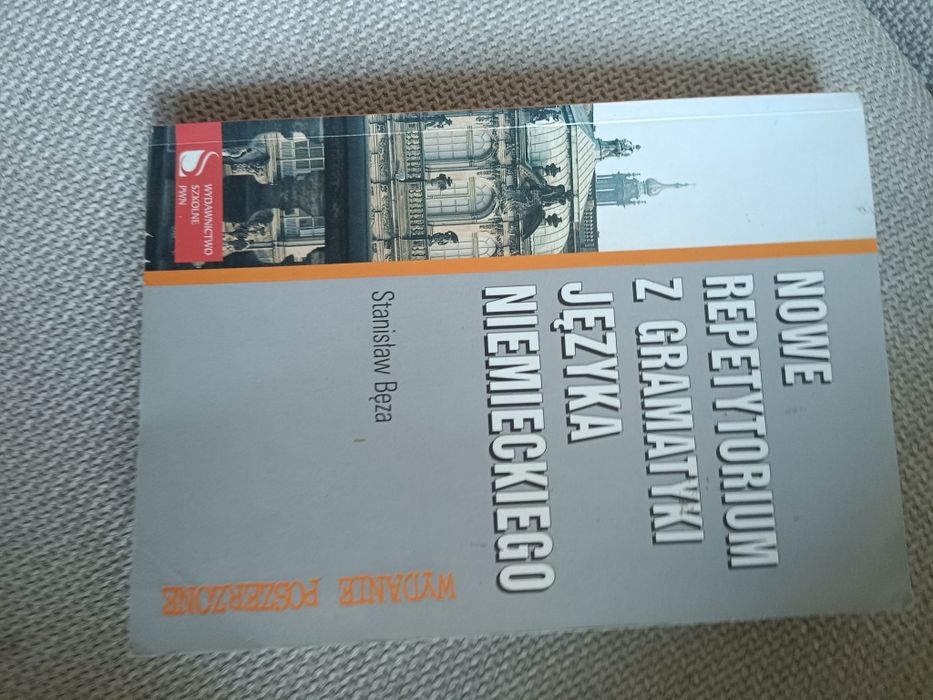 NOWE
REPETYTORIUM
Z GRAMATYKI
JĘZYKA
NIEMIECKIEGO
Stanisław Bęza
WYDANIE POSZERZONE
WYDAWNICTWO
SZKOLNE
PWN